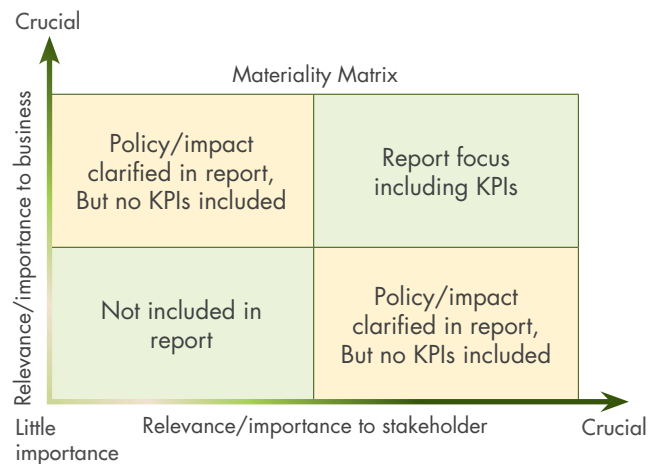 Crucial
Materiality Matrix
Relevance/importance to business
Policy/impact
clarified in report,
But no KPIs included
Report focus
including KPIs
Not included in
report
Policy/impact
clarified in report,
But no KPIs included
Little
importance
Relevance/importance to stakeholder
Crucial